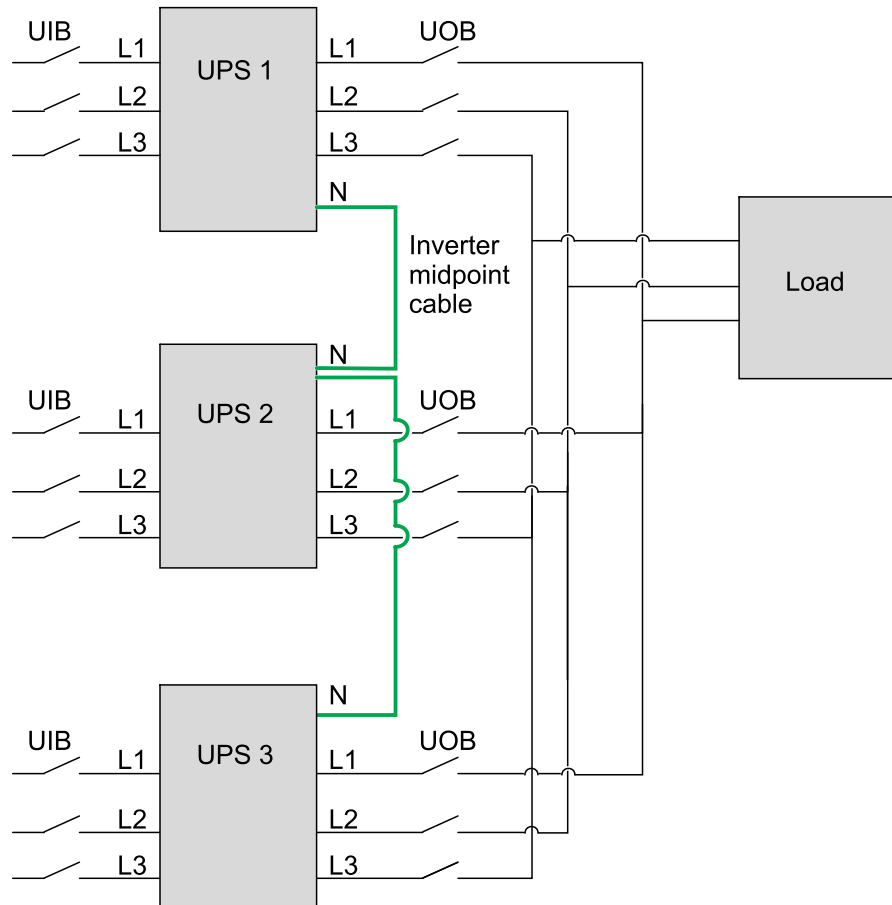 UIB L1 UPS 1 L1 UOB
L2 L2
L3 L3
N
Inverter
midpoint
cable
Load
N
UIB L1 UPS 2 L1 UOB
L2 L2
L3 L3
N
UIB L1 UPS 3 L1 UOB
L2 L2
L3 L3